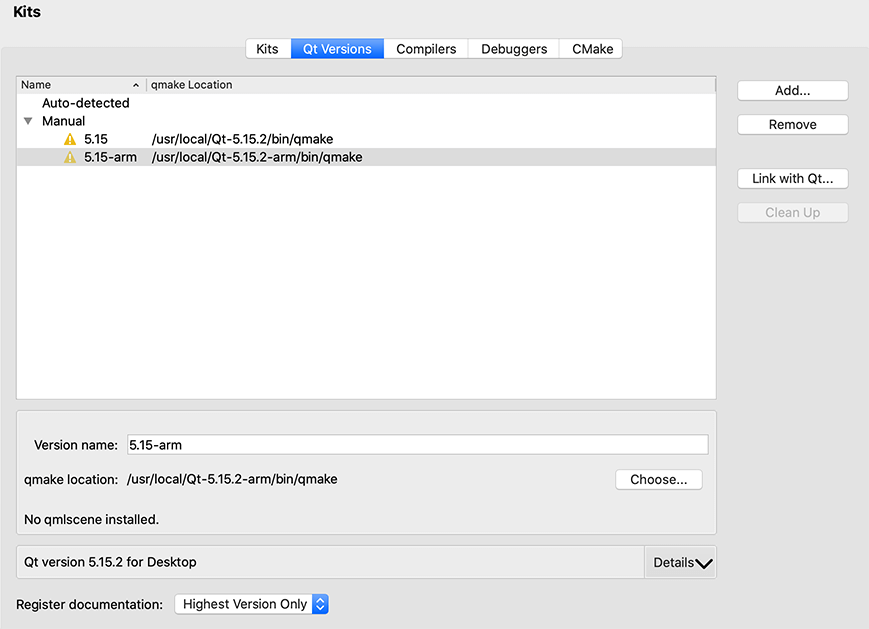 Kits
Kits Qt Versions Compilers Debuggers CMake
Name qmake Location
Auto-detected
Manual
5.15 /usr/local/Qt-5.15.2/bin/qmake
5.15-arm /usr/local/Qt-5.15.2-arm/bin/qmake
Add...
Remove
Link with Qt...
Clean Up
Version name: 5.15-arm
qmake location: /usr/local/Qt-5.15.2-arm/bin/qmake Choose...
No qmlscene installed.
Qt version 5.15.2 for Desktop Details
Register documentation: Highest Version Only